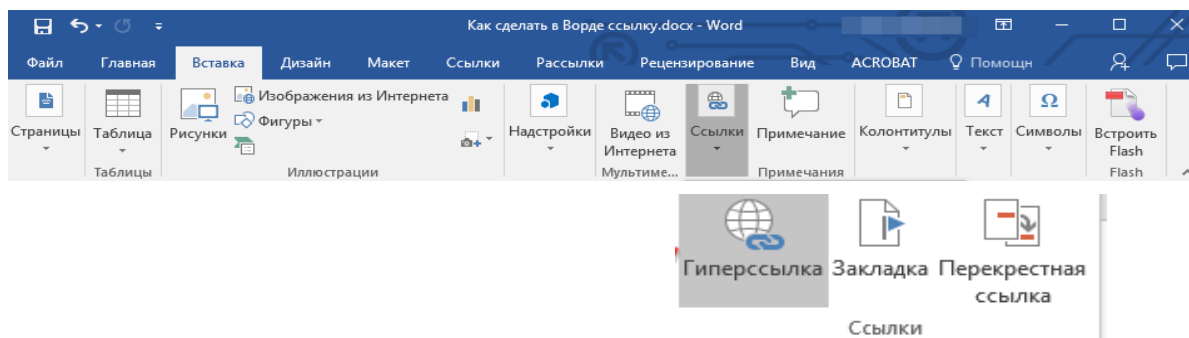 Как сделать в Ворде ссылку.docx - Word
Файл Главная Вставка Дизайн Макет Ссылки Рассылки Рецензирование Вид ACROBAT Помощн
Страницы Таблица Рисунки Изображения из Интернета Фигуры Надстройки Видео из Интернета Ссылки Примечание Колонтитулы Текст Символы Встроить Flash
Таблицы Иллюстрации Мультиме... Примечания Flash
Гиперссылка Закладка Перекрестная
ссылка
Ссылки